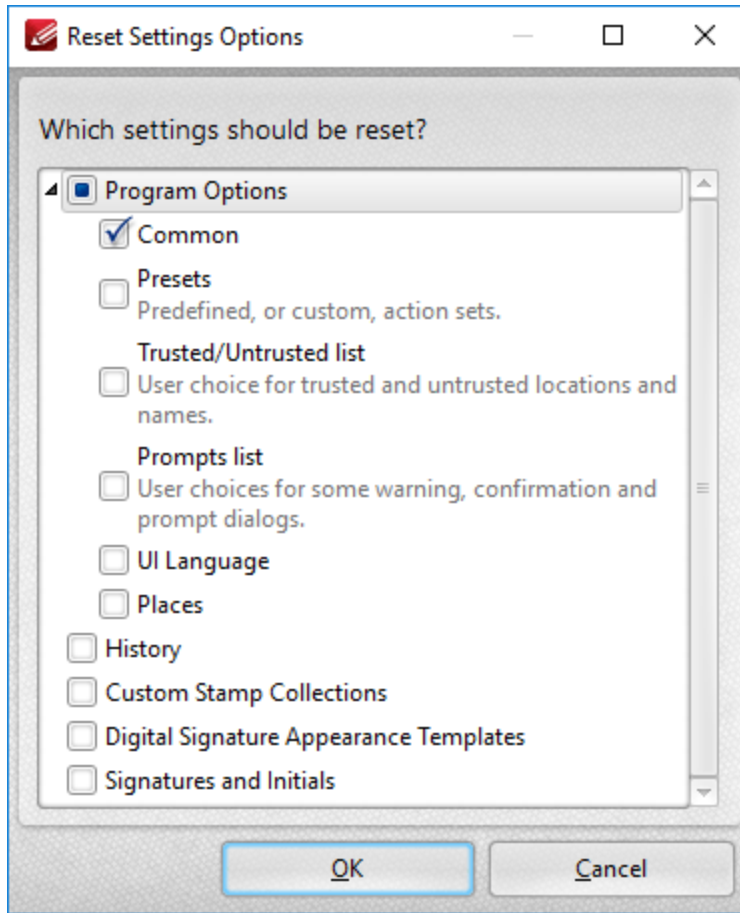 Reset Settings Options
Which settings should be reset?
Program Options
Common
Presets
Predefined, or custom, action sets.
Trusted/Untrusted list
User choice for trusted and untrusted locations and
names.
Prompts list
User choices for some warning, confirmation and
prompt dialogs.
UI Language
Places
History
Custom Stamp Collections
Digital Signature Appearance Templates
Signatures and Initials
OK
Cancel